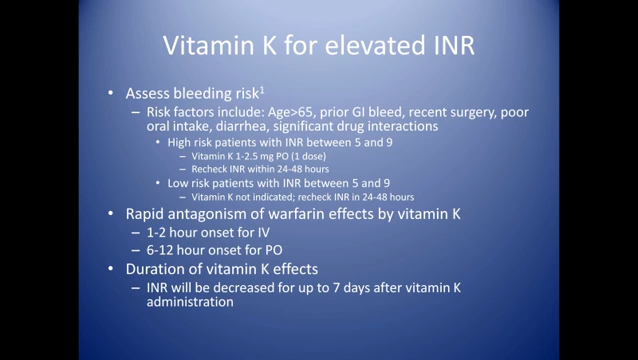 Vitamin K for elevated INR
• Assess bleeding risk1
– Risk factors include: Age>65, prior GI bleed, recent surgery, poor
oral intake, diarrhea, significant drug interactions
• High risk patients with INR between 5 and 9
– Vitamin K 1-2.5 mg PO (1 dose)
– Recheck INR within 24-48 hours
• Low risk patients with INR between 5 and 9
– Vitamin K not indicated; recheck INR in 24-48 hours
• Rapid antagonism of warfarin effects by vitamin K
– 1-2 hour onset for IV
– 6-12 hour onset for PO
• Duration of vitamin K effects
– INR will be decreased for up to 7 days after vitamin K
administration